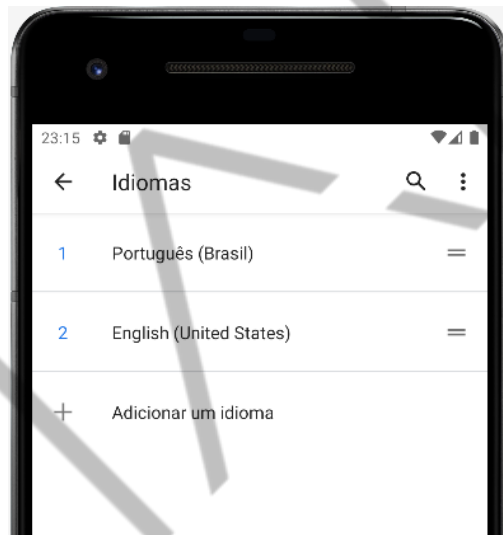 23:15
Idiomas
1 Português (Brasil)
2 English (United States)
Adicionar um idioma